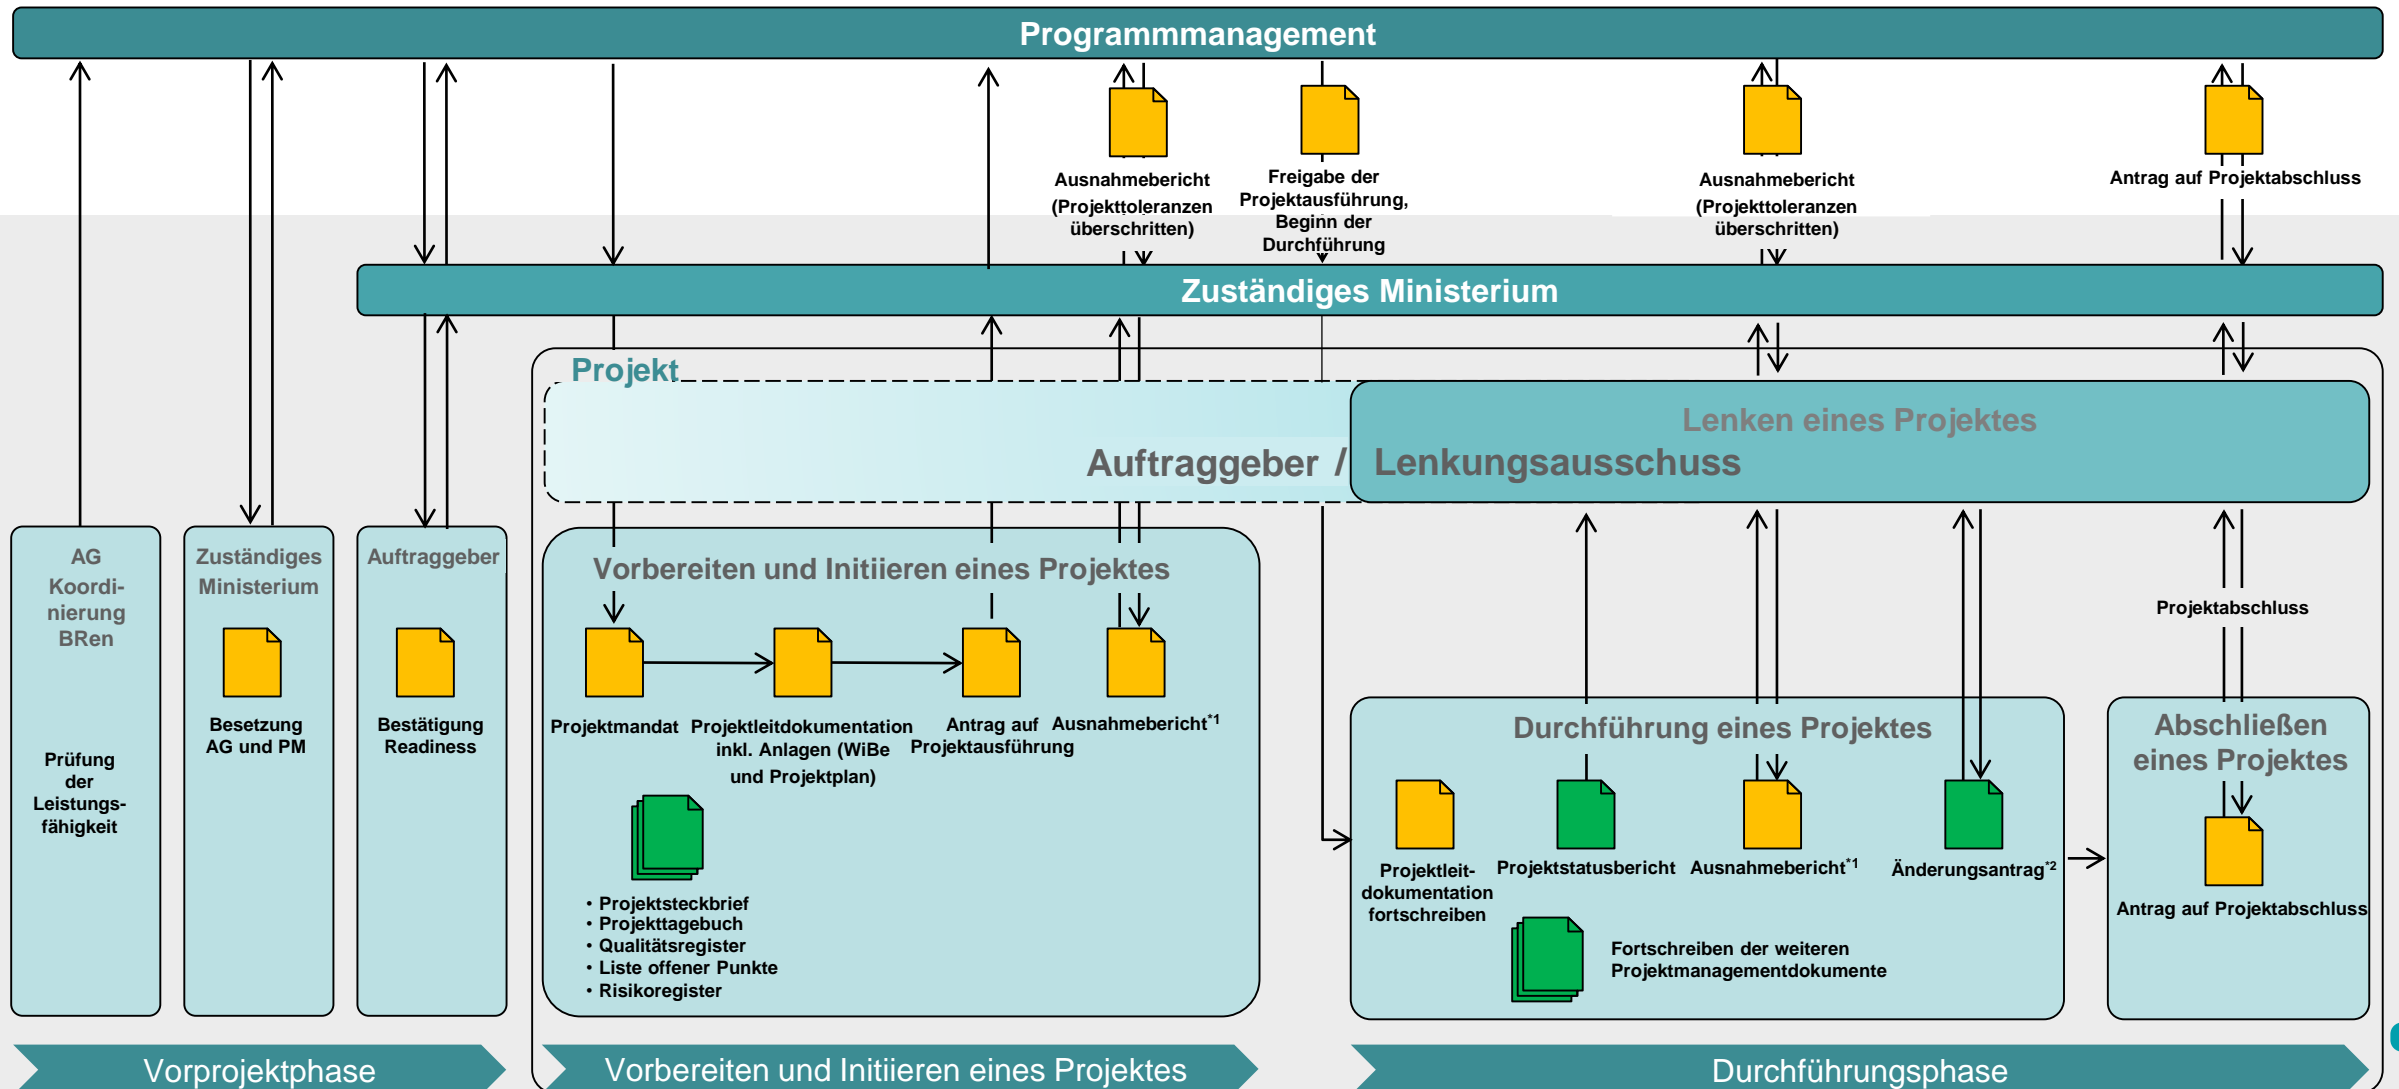 Programmmanagement
Ausnahmebericht
(Projekttoleranzen
überschritten)
Freigabe der
Projektausführung,
Beginn der
Durchführung
Ausnahmebericht
(Projekttoleranzen
überschritten)
Antrag auf Projektabschluss
Zuständiges Ministerium
Projekt
Lenken eines Projektes
Auftraggeber / Lenkungsausschuss
AG
Koordi-
nierung
BRen
Prüfung
der
Leistungs-
fähigkeit
Zuständiges
Ministerium
Besetzung
AG und PM
Auftraggeber
Bestätigung
Readiness
Vorbereiten und Initiieren eines Projektes
Projektmandat
Projektleitdokumentation
inkl. Anlagen (WiBe
und Projektplan)
Antrag auf
Projektausführung
Ausnahmebericht*1
• Projektsteckbrief
• Projekttagebuch
• Qualitätsregister
• Liste offener Punkte
• Risikoregister
Durchführung eines Projektes
Projektleit-
dokumentation
fortschreiben
Projektstatusbericht
Ausnahmebericht*1
Änderungsantrag*2
Fortschreiben der weiteren
Projektmanagementdokumente
Projektabschluss
Abschließen
eines Projektes
Antrag auf Projektabschluss
Vorprojektphase
Vorbereiten und Initiieren eines Projektes
Durchführungsphase